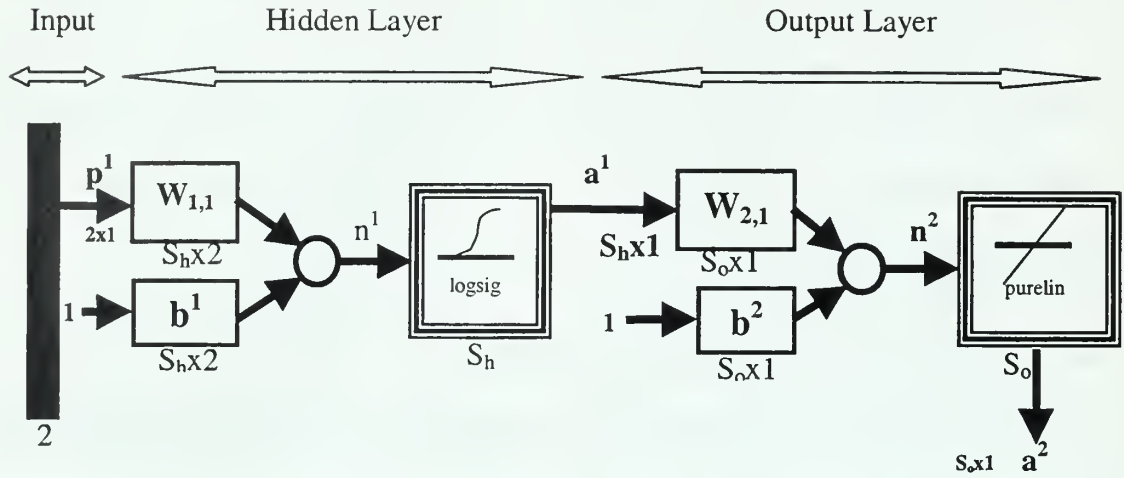 Input Hidden Layer Output Layer
p¹
2x1
W₁,₁
Sₕx2
1
b¹
Sₕx2
n¹
logsig
Sₕ
a¹
Sₕx1
W₂,₁
Sₒx1
1
b²
Sₒx1
n²
purelin
Sₒ
2
Sₒx1 a²